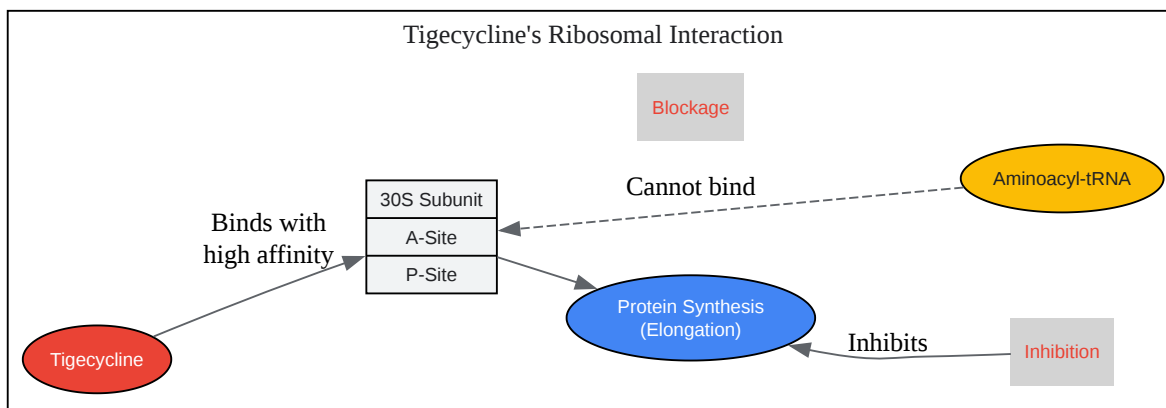 Tigecycline's Ribosomal Interaction
Blockage
Cannot bind
Aminoacyl-tRNA
30S Subunit
A-Site
P-Site
Binds with
high affinity
Protein Synthesis
(Elongation)
Inhibits
Inhibition
Tigecycline